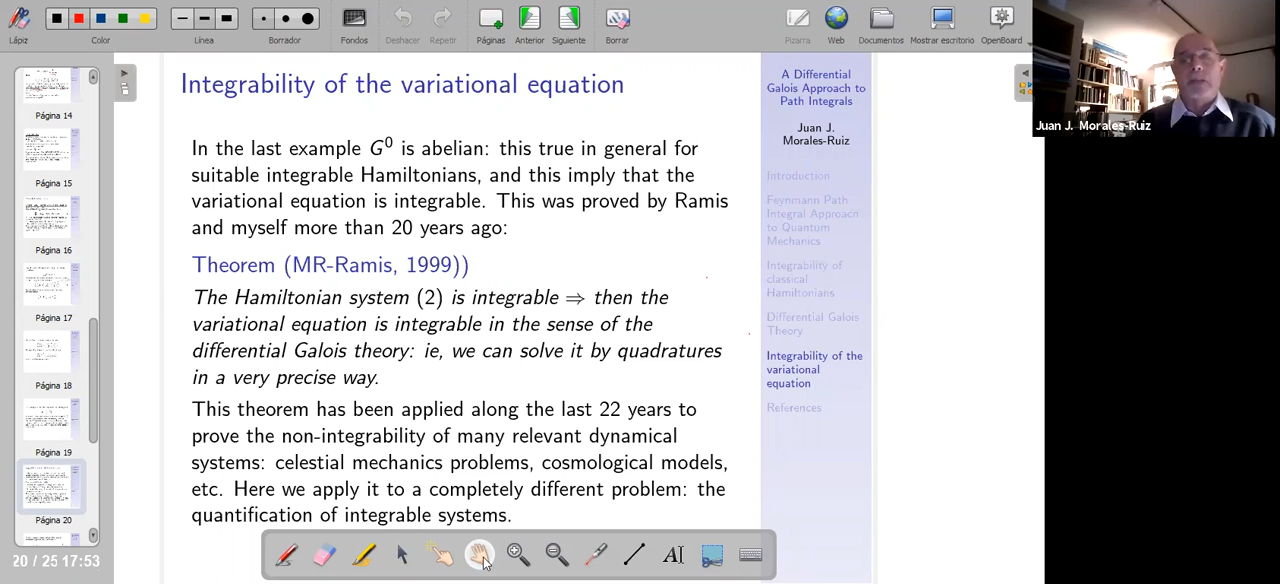 Lápiz
Color
Línea
Borrador
Fondos
Deshacer
Repetir
Páginas
Anterior
Siguiente
Borrar
Pizarra
Web
Documentos
Mostrar escritorio
OpenBoard
Página 14
Página 15
Página 16
Página 17
Página 18
Página 19
Página 20
20 / 25 17:53
Integrability of the variational equation
In the last example G⁰ is abelian: this true in general for
suitable integrable Hamiltonians, and this imply that the
variational equation is integrable. This was proved by Ramis
and myself more than 20 years ago:
Theorem (MR-Ramis, 1999))
The Hamiltonian system (2) is integrable ⇒ then the
variational equation is integrable in the sense of the
differential Galois theory: ie, we can solve it by quadratures
in a very precise way.
This theorem has been applied along the last 22 years to
prove the non-integrability of many relevant dynamical
systems: celestial mechanics problems, cosmological models,
etc. Here we apply it to a completely different problem: the
quantification of integrable systems.
A Differential
Galois Approach to
Path Integrals
Juan J.
Morales-Ruiz
Introduction
Feynmann Path
Integral Approach
to Quantum
Mechanics
Integrability of
classical
Hamiltonians
Differential Galois
Theory
Integrability of the
variational
equation
References
Juan J. Morales-Ruiz
AI